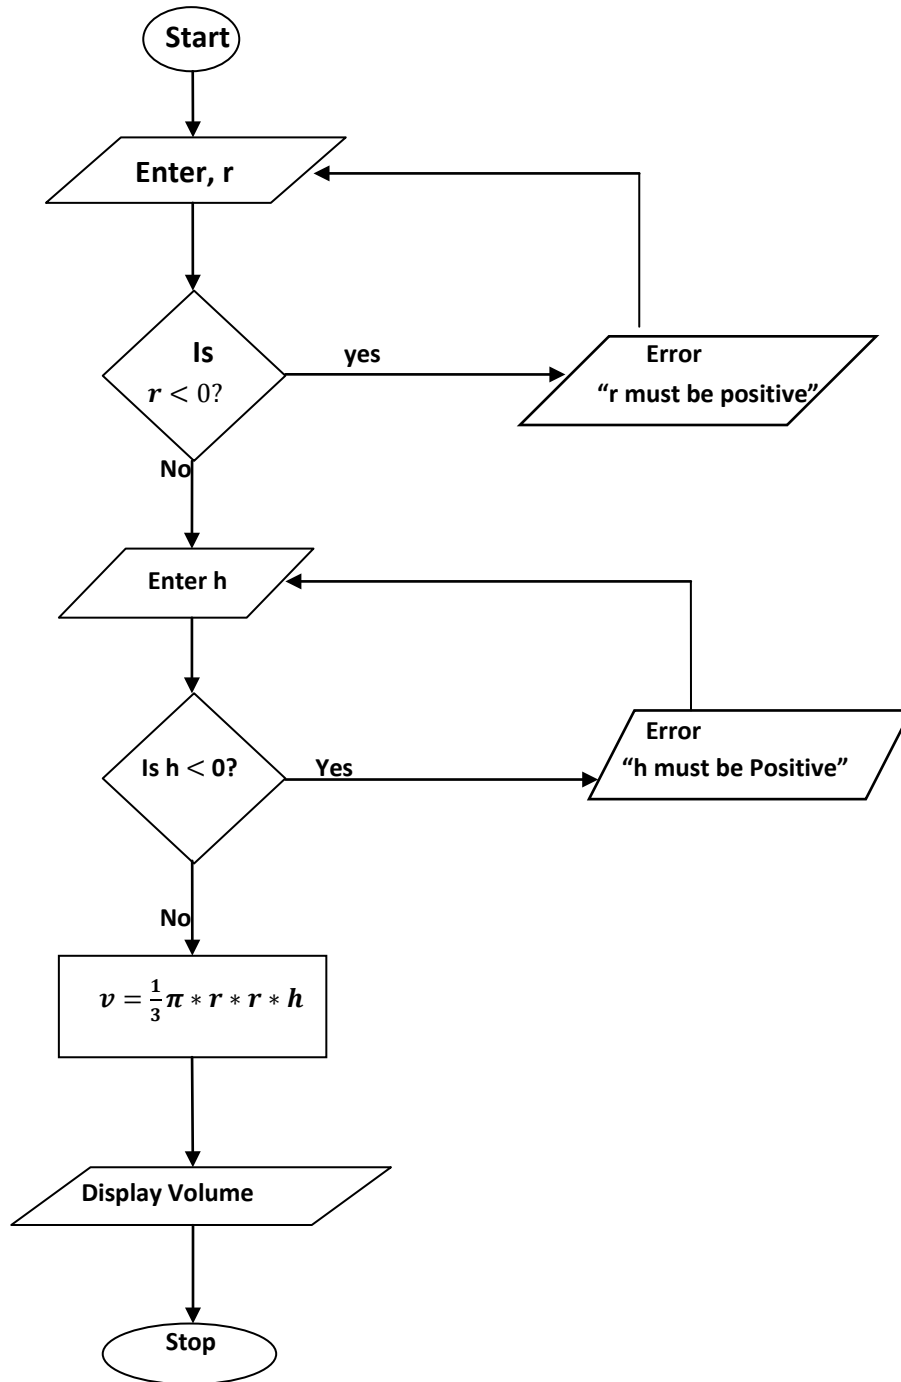 Start
Enter, r
Is
r < 0?
yes
Error
“r must be positive”
No
Enter h
Is h < 0?
Yes
Error
“h must be Positive”
No
v = 1/3 π * r * r * h
Display Volume
Stop